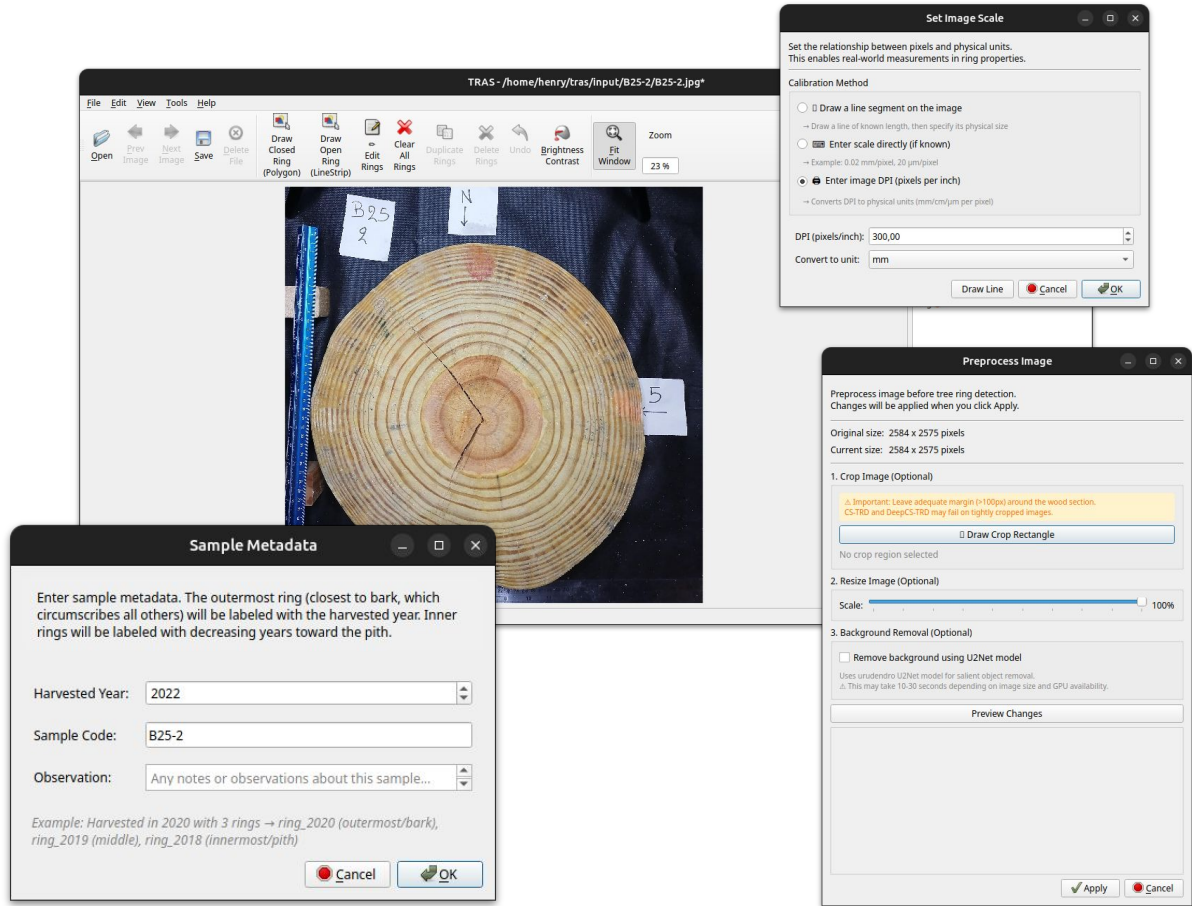 Set Image Scale
Set the relationship between pixels and physical units.
This enables real-world measurements in ring properties.
Calibration Method
Draw a line segment on the image
→ Draw a line of known length, then specify its physical size
Enter scale directly (if known)
→ Example: 0.02 mm/pixel, 20 µm/pixel
Enter image DPI (pixels per inch)
→ Converts DPI to physical units (mm/cm/µm per pixel)
DPI (pixels/inch): 300,00
Convert to unit: mm
Draw Line Cancel OK
TRAS - /home/henry/tras/input/B25-2/B25-2.jpg*
File Edit View Tools Help
Open
Prev Image
Next Image
Save
Delete File
Draw Closed Ring (Polygon)
Draw Open Ring (LineStrip)
Edit Rings
Clear All Rings
Duplicate Rings
Delete Rings
Undo
Brightness Contrast
Fit Window
Zoom
23 %
B25
2
N
5
Preprocess Image
Preprocess image before tree ring detection.
Changes will be applied when you click Apply.
Original size: 2584 x 2575 pixels
Current size: 2584 x 2575 pixels
1. Crop Image (Optional)
⚠ Important: Leave adequate margin (>100px) around the wood section.
CS-TRD and DeepCS-TRD may fail on tightly cropped images.
Draw Crop Rectangle
No crop region selected
2. Resize Image (Optional)
Scale: 100%
3. Background Removal (Optional)
Remove background using U2Net model
Uses urudendro U2Net model for salient object removal.
⚠ This may take 10-30 seconds depending on image size and GPU availability.
Preview Changes
Apply Cancel
Sample Metadata
Enter sample metadata. The outermost ring (closest to bark, which
circumscribes all others) will be labeled with the harvested year. Inner
rings will be labeled with decreasing years toward the pith.
Harvested Year: 2022
Sample Code: B25-2
Observation: Any notes or observations about this sample...
Example: Harvested in 2020 with 3 rings → ring_2020 (outermost/bark),
ring_2019 (middle), ring_2018 (innermost/pith)
Cancel OK